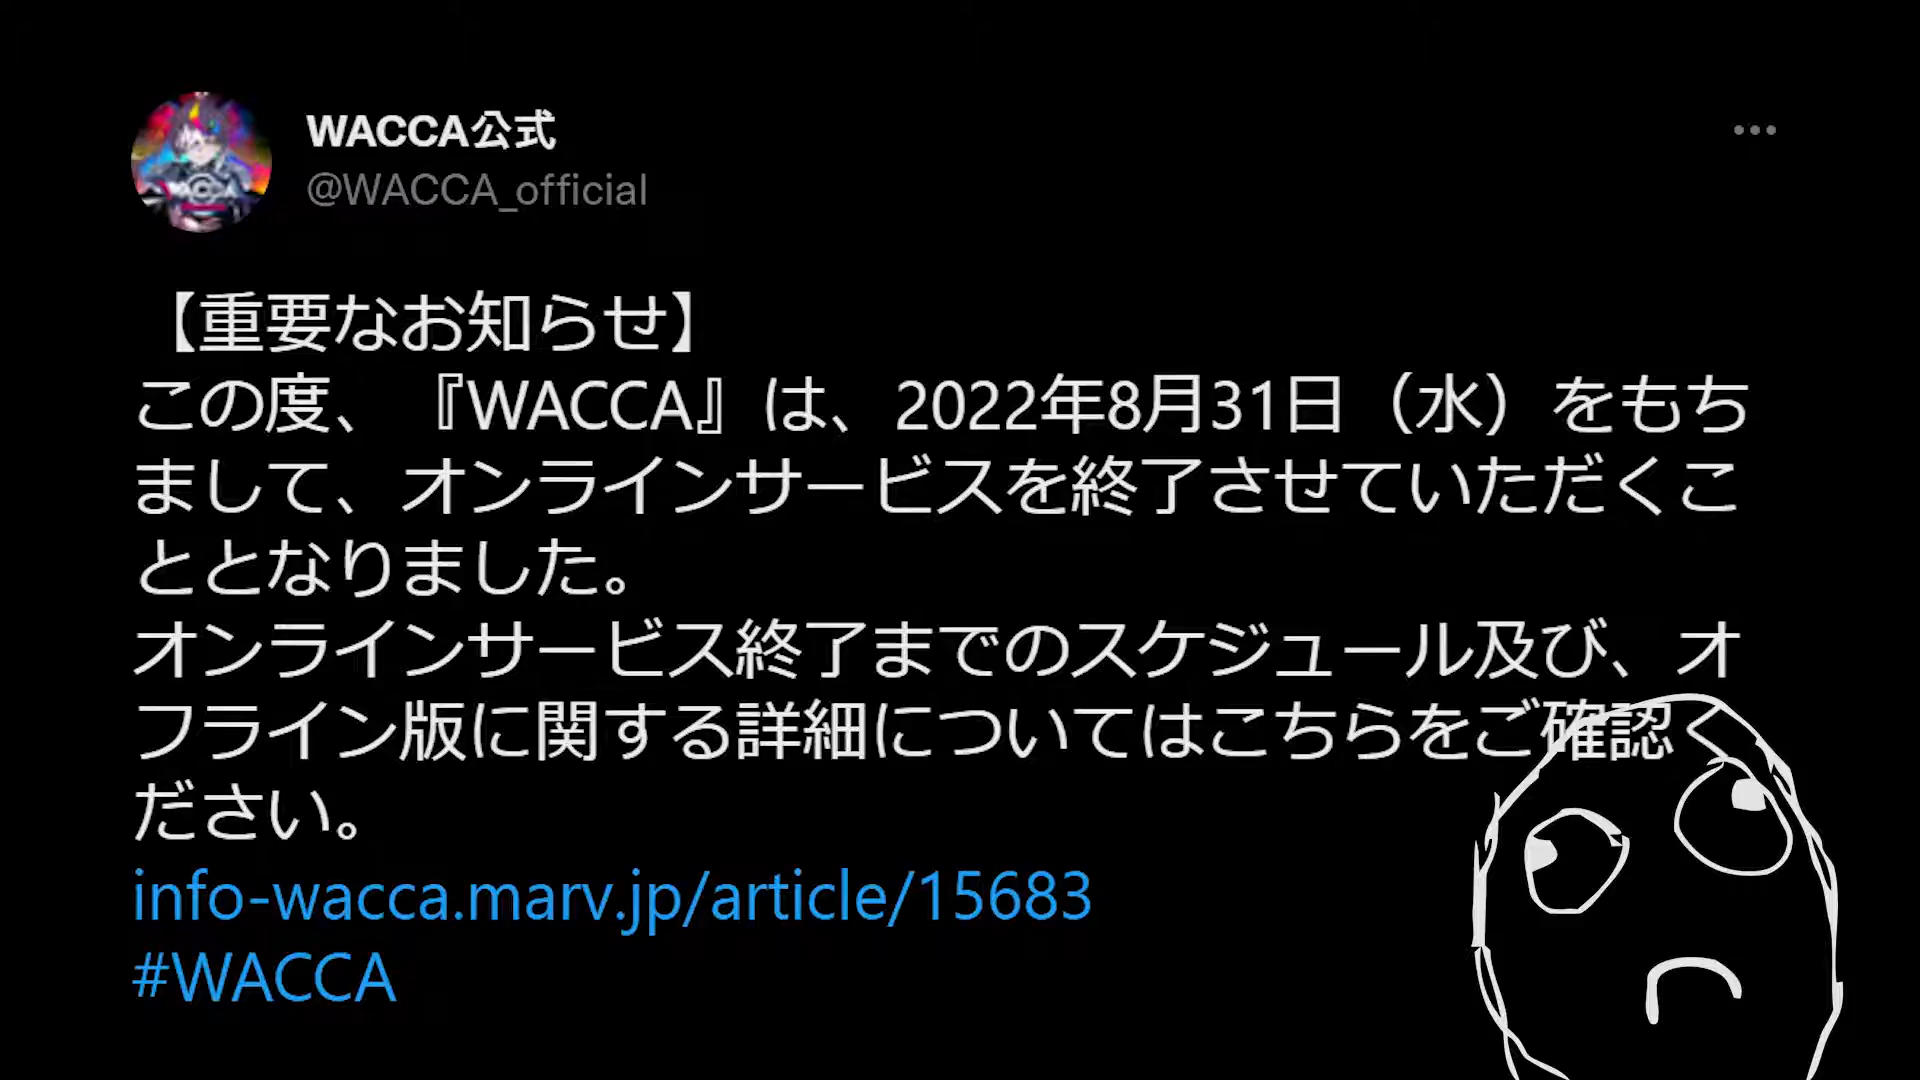 WACCA公式
@WACCA_official
【重要なお知らせ】
この度、『WACCA』は、2022年8月31日（水）をもち
まして、オンラインサービスを終了させていただくこ
ととなりました。
オンラインサービス終了までのスケジュール及び、オ
フライン版に関する詳細についてはこちらをご確認く
ださい。
info-wacca.marv.jp/article/15683
#WACCA